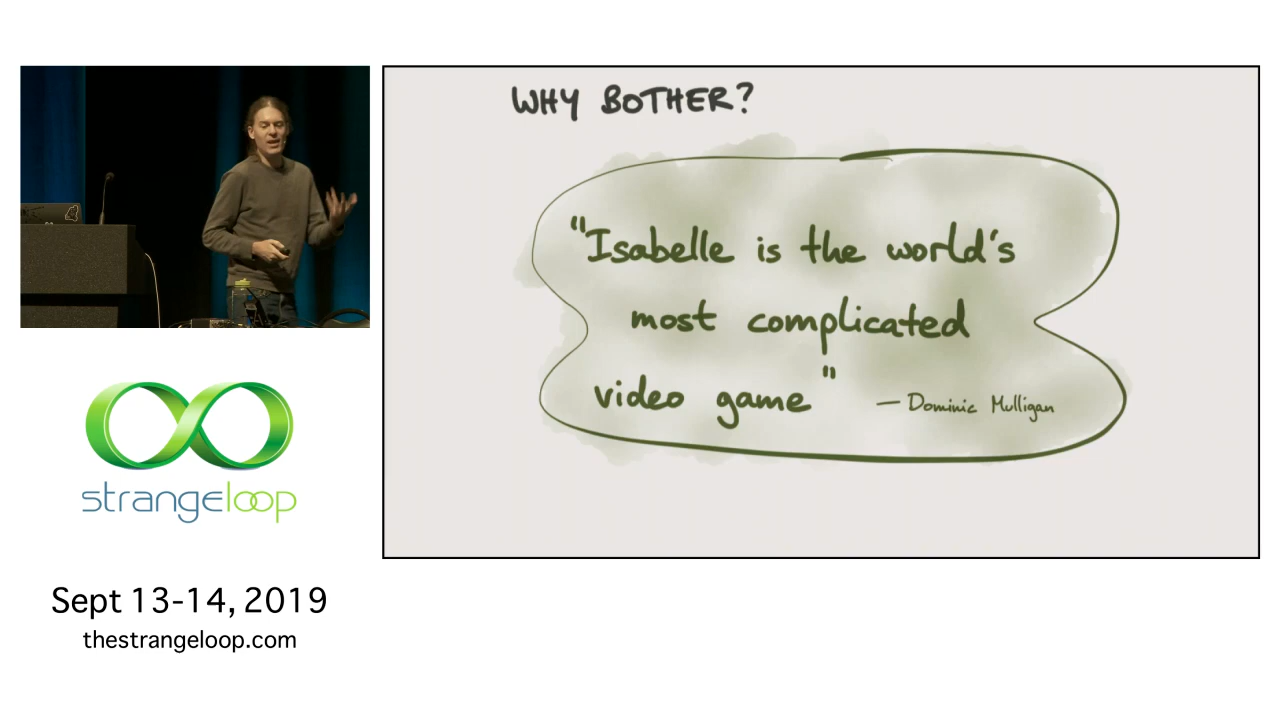 WHY BOTHER?
"Isabelle is the world's
most complicated
video game"
— Dominic Mulligan
strangeloop
Sept 13-14, 2019
thestrangeloop.com